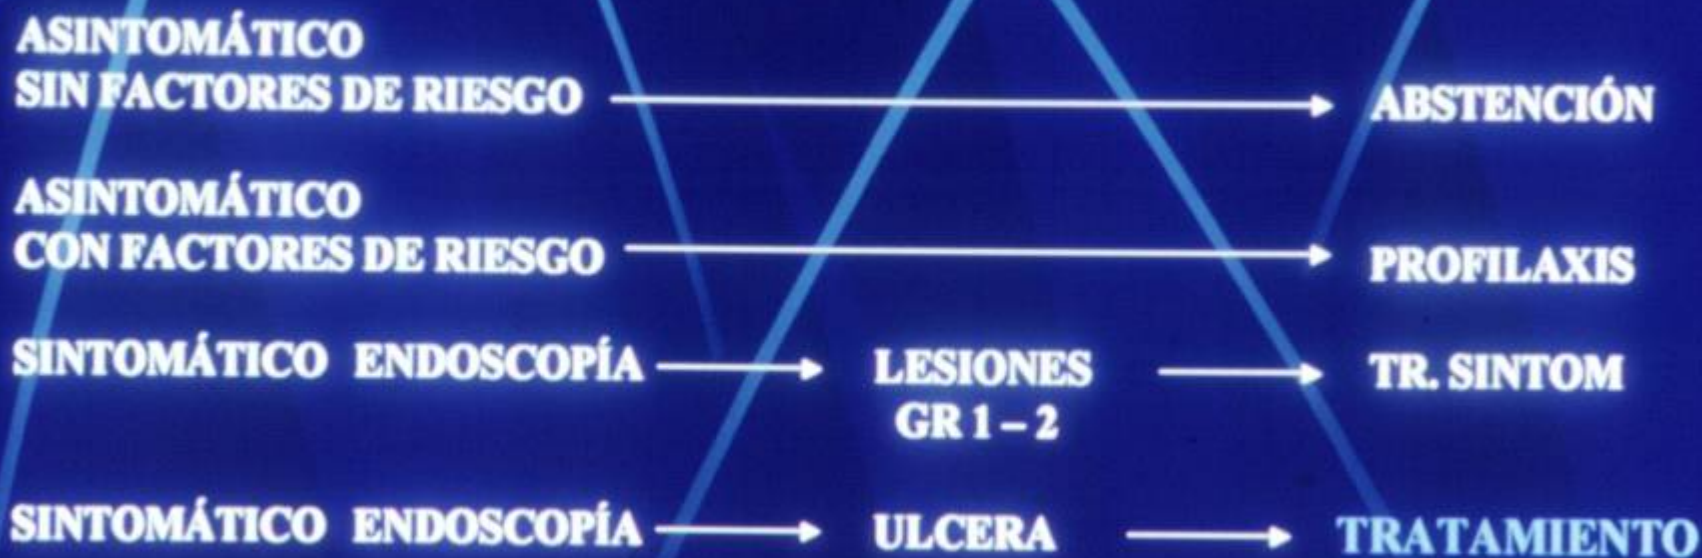 ASINTOMÁTICO
SIN FACTORES DE RIESGO
ABSTENCIÓN
ASINTOMÁTICO
CON FACTORES DE RIESGO
PROFILAXIS
SINTOMÁTICO ENDOSCOPÍA
LESIONES
GR 1 – 2
TR. SINTOM
SINTOMÁTICO ENDOSCOPÍA
ULCERA
TRATAMIENTO